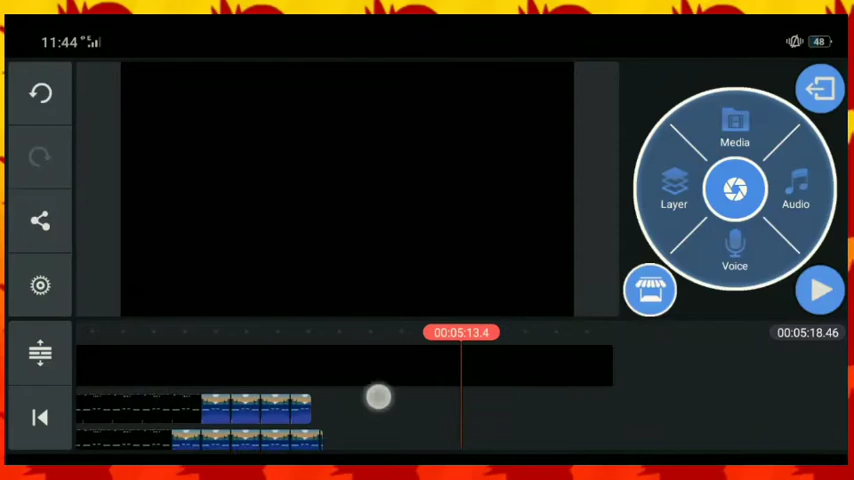 11:44
48
Media
Layer
Audio
Voice
00:05:13.4
00:05:18.46